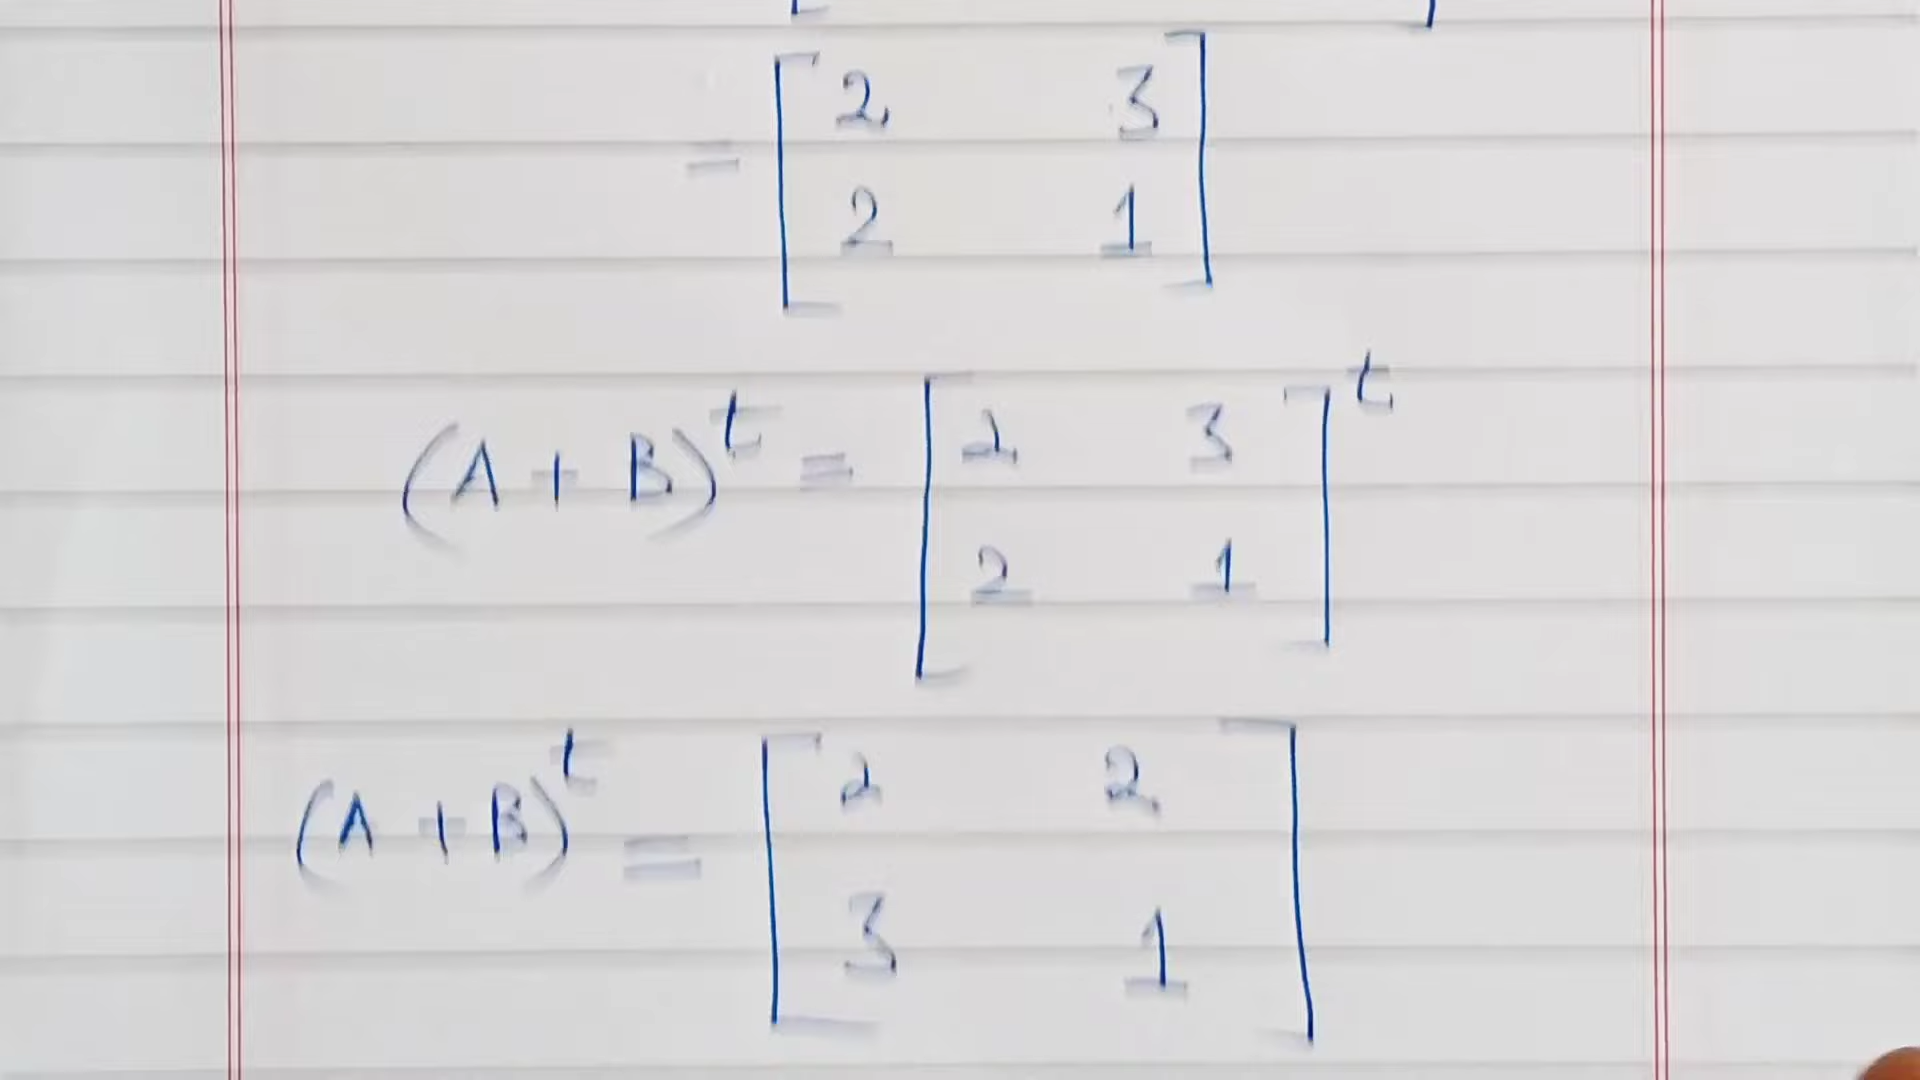 = [ 2 3
2 1 ]
(A + B)^t = [ 2 3
2 1 ]^t
(A + B)^t = [ 2 2
3 1 ]